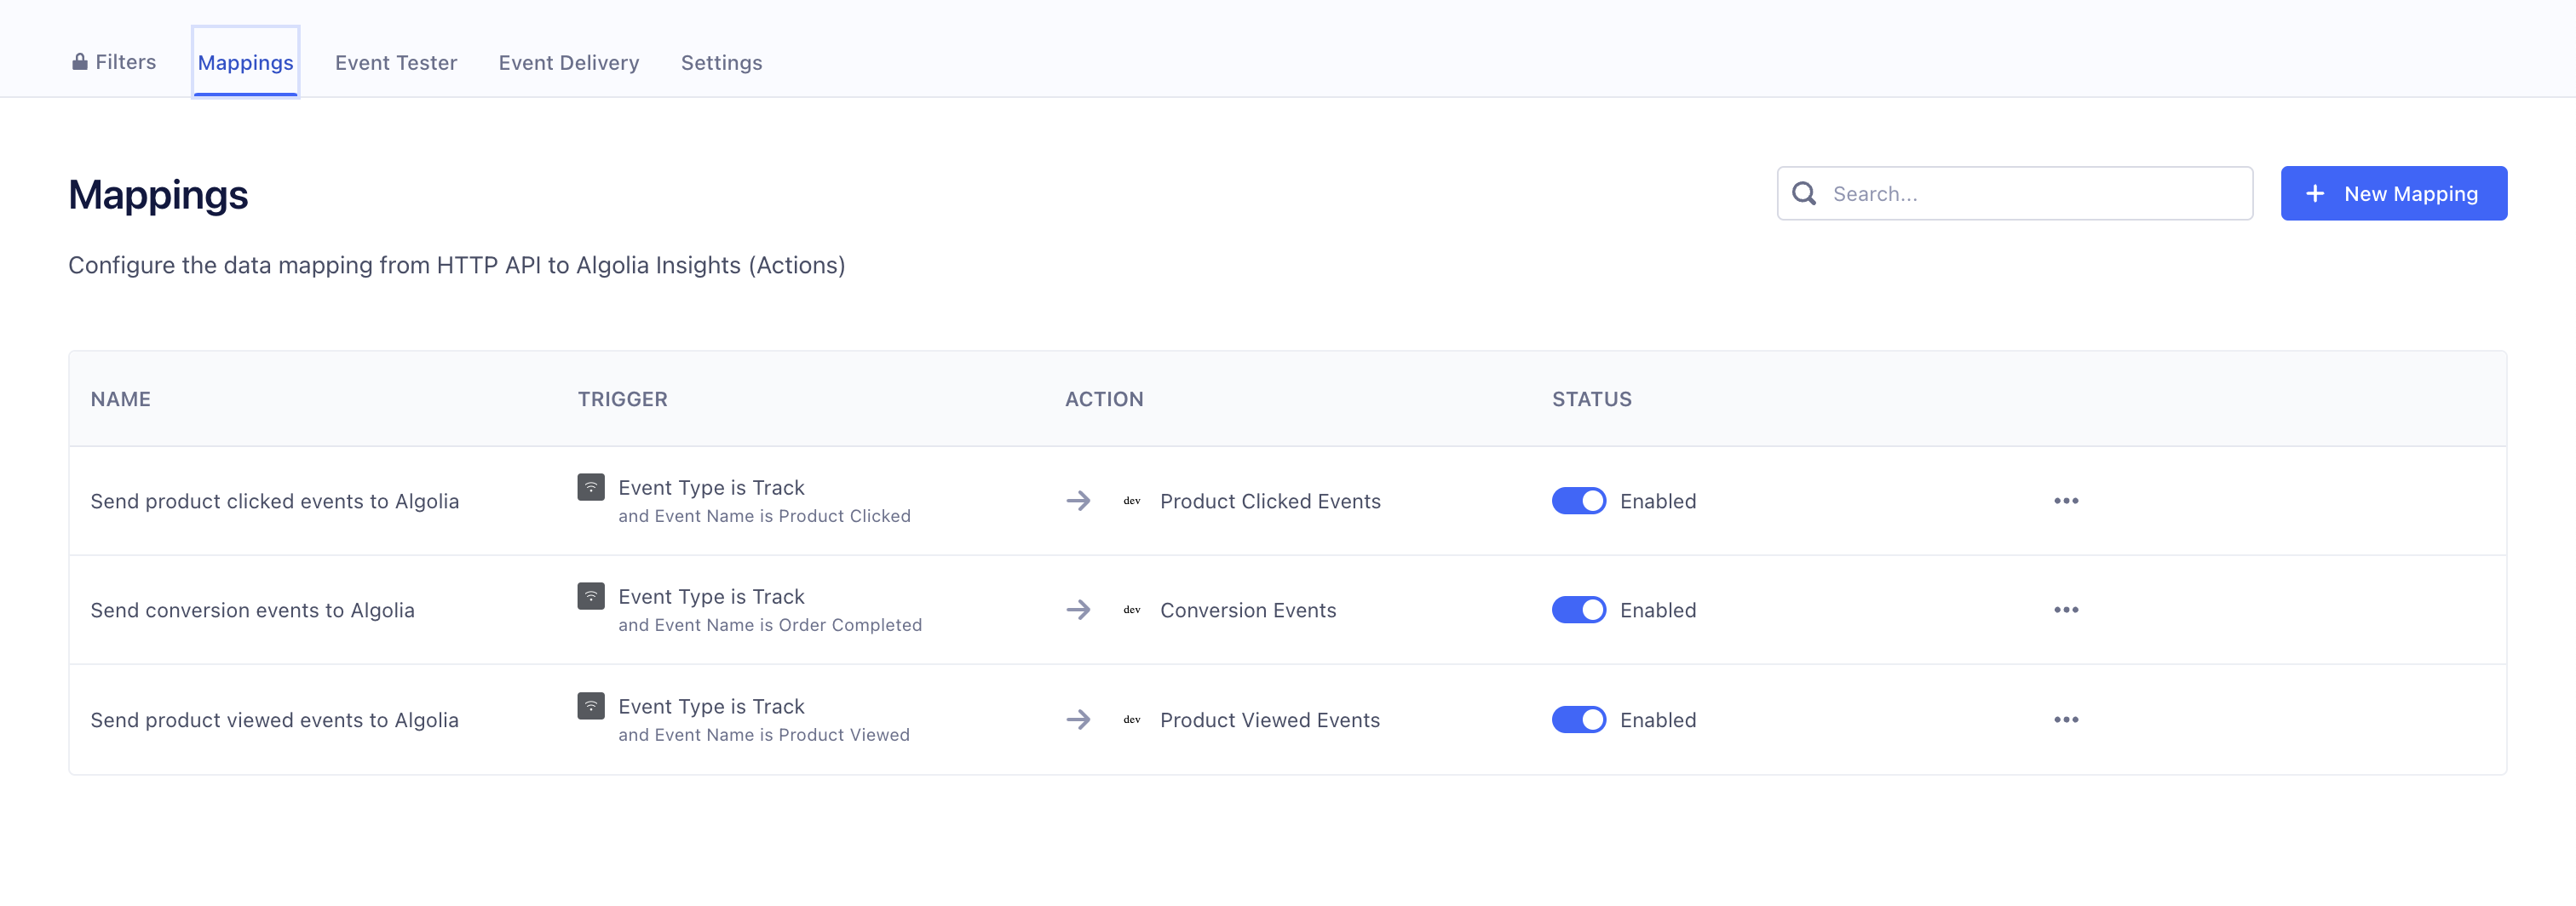 Filters Mappings Event Tester Event Delivery Settings
Mappings
Search...
New Mapping
Configure the data mapping from HTTP API to Algolia Insights (Actions)
NAME TRIGGER ACTION STATUS
Send product clicked events to Algolia
Event Type is Track
and Event Name is Product Clicked
dev Product Clicked Events
Enabled
Send conversion events to Algolia
Event Type is Track
and Event Name is Order Completed
dev Conversion Events
Enabled
Send product viewed events to Algolia
Event Type is Track
and Event Name is Product Viewed
dev Product Viewed Events
Enabled